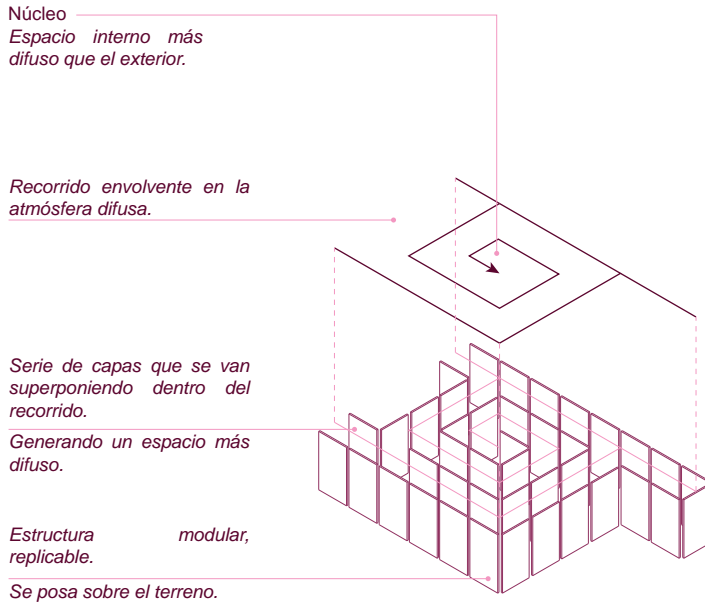 Núcleo
Espacio interno más
difuso que el exterior.
Recorrido envolvente en la
atmósfera difusa.
Serie de capas que se van
superponiendo dentro del
recorrido.
Generando un espacio más
difuso.
Estructura modular,
replicable.
Se posa sobre el terreno.